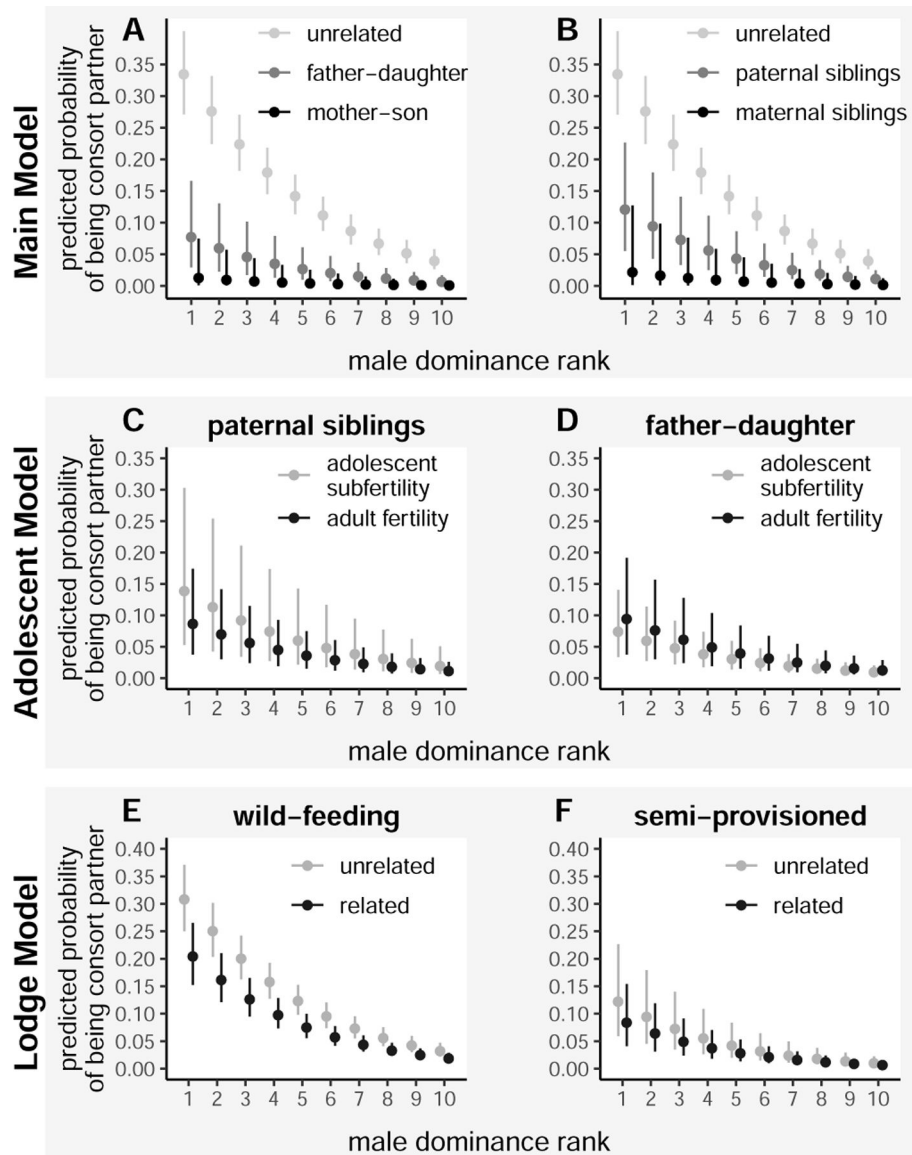 Main Model
predicted probability
of being consort partner
A
unrelated
father–daughter
mother–son
0.35
0.30
0.25
0.20
0.15
0.10
0.05
0.00
1 2 3 4 5 6 7 8 9 10
B
unrelated
paternal siblings
maternal siblings
0.35
0.30
0.25
0.20
0.15
0.10
0.05
0.00
1 2 3 4 5 6 7 8 9 10
male dominance rank
Adolescent Model
predicted probability
of being consort partner
C
paternal siblings
adolescent
subfertility
adult fertility
0.35
0.30
0.25
0.20
0.15
0.10
0.05
0.00
1 2 3 4 5 6 7 8 9 10
D
father–daughter
adolescent
subfertility
adult fertility
0.35
0.30
0.25
0.20
0.15
0.10
0.05
0.00
1 2 3 4 5 6 7 8 9 10
male dominance rank
Lodge Model
predicted probability
of being consort partner
E
wild–feeding
unrelated
related
0.40
0.35
0.30
0.25
0.20
0.15
0.10
0.05
0.00
1 2 3 4 5 6 7 8 9 10
F
semi–provisioned
unrelated
related
0.40
0.35
0.30
0.25
0.20
0.15
0.10
0.05
0.00
1 2 3 4 5 6 7 8 9 10
male dominance rank